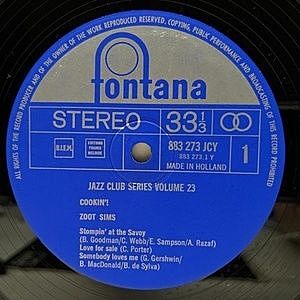 ALL RIGHTS OF THE RECORD PRODUCER AND OF THE OWNER OF THE WORK REPRODUCED RESERVED. COPYING, PUBLIC PERFORMANCE AND BROADCASTING OF THIS RECORD PROHIBITED
fontana
STEREO
33 1/3
B.I.E.M.
883 273 JCY
883 273.1 Y
MADE IN HOLLAND
1
JAZZ CLUB SERIES VOLUME 23
COOKIN'!
ZOOT SIMS
Stompin' at the Savoy
(B. Goodman/C. Webb/E. Sampson/A. Razaf)
Love for sale (C. Porter)
Somebody loves me (G. Gershwin/
B. MacDonald/B. de Sylva)